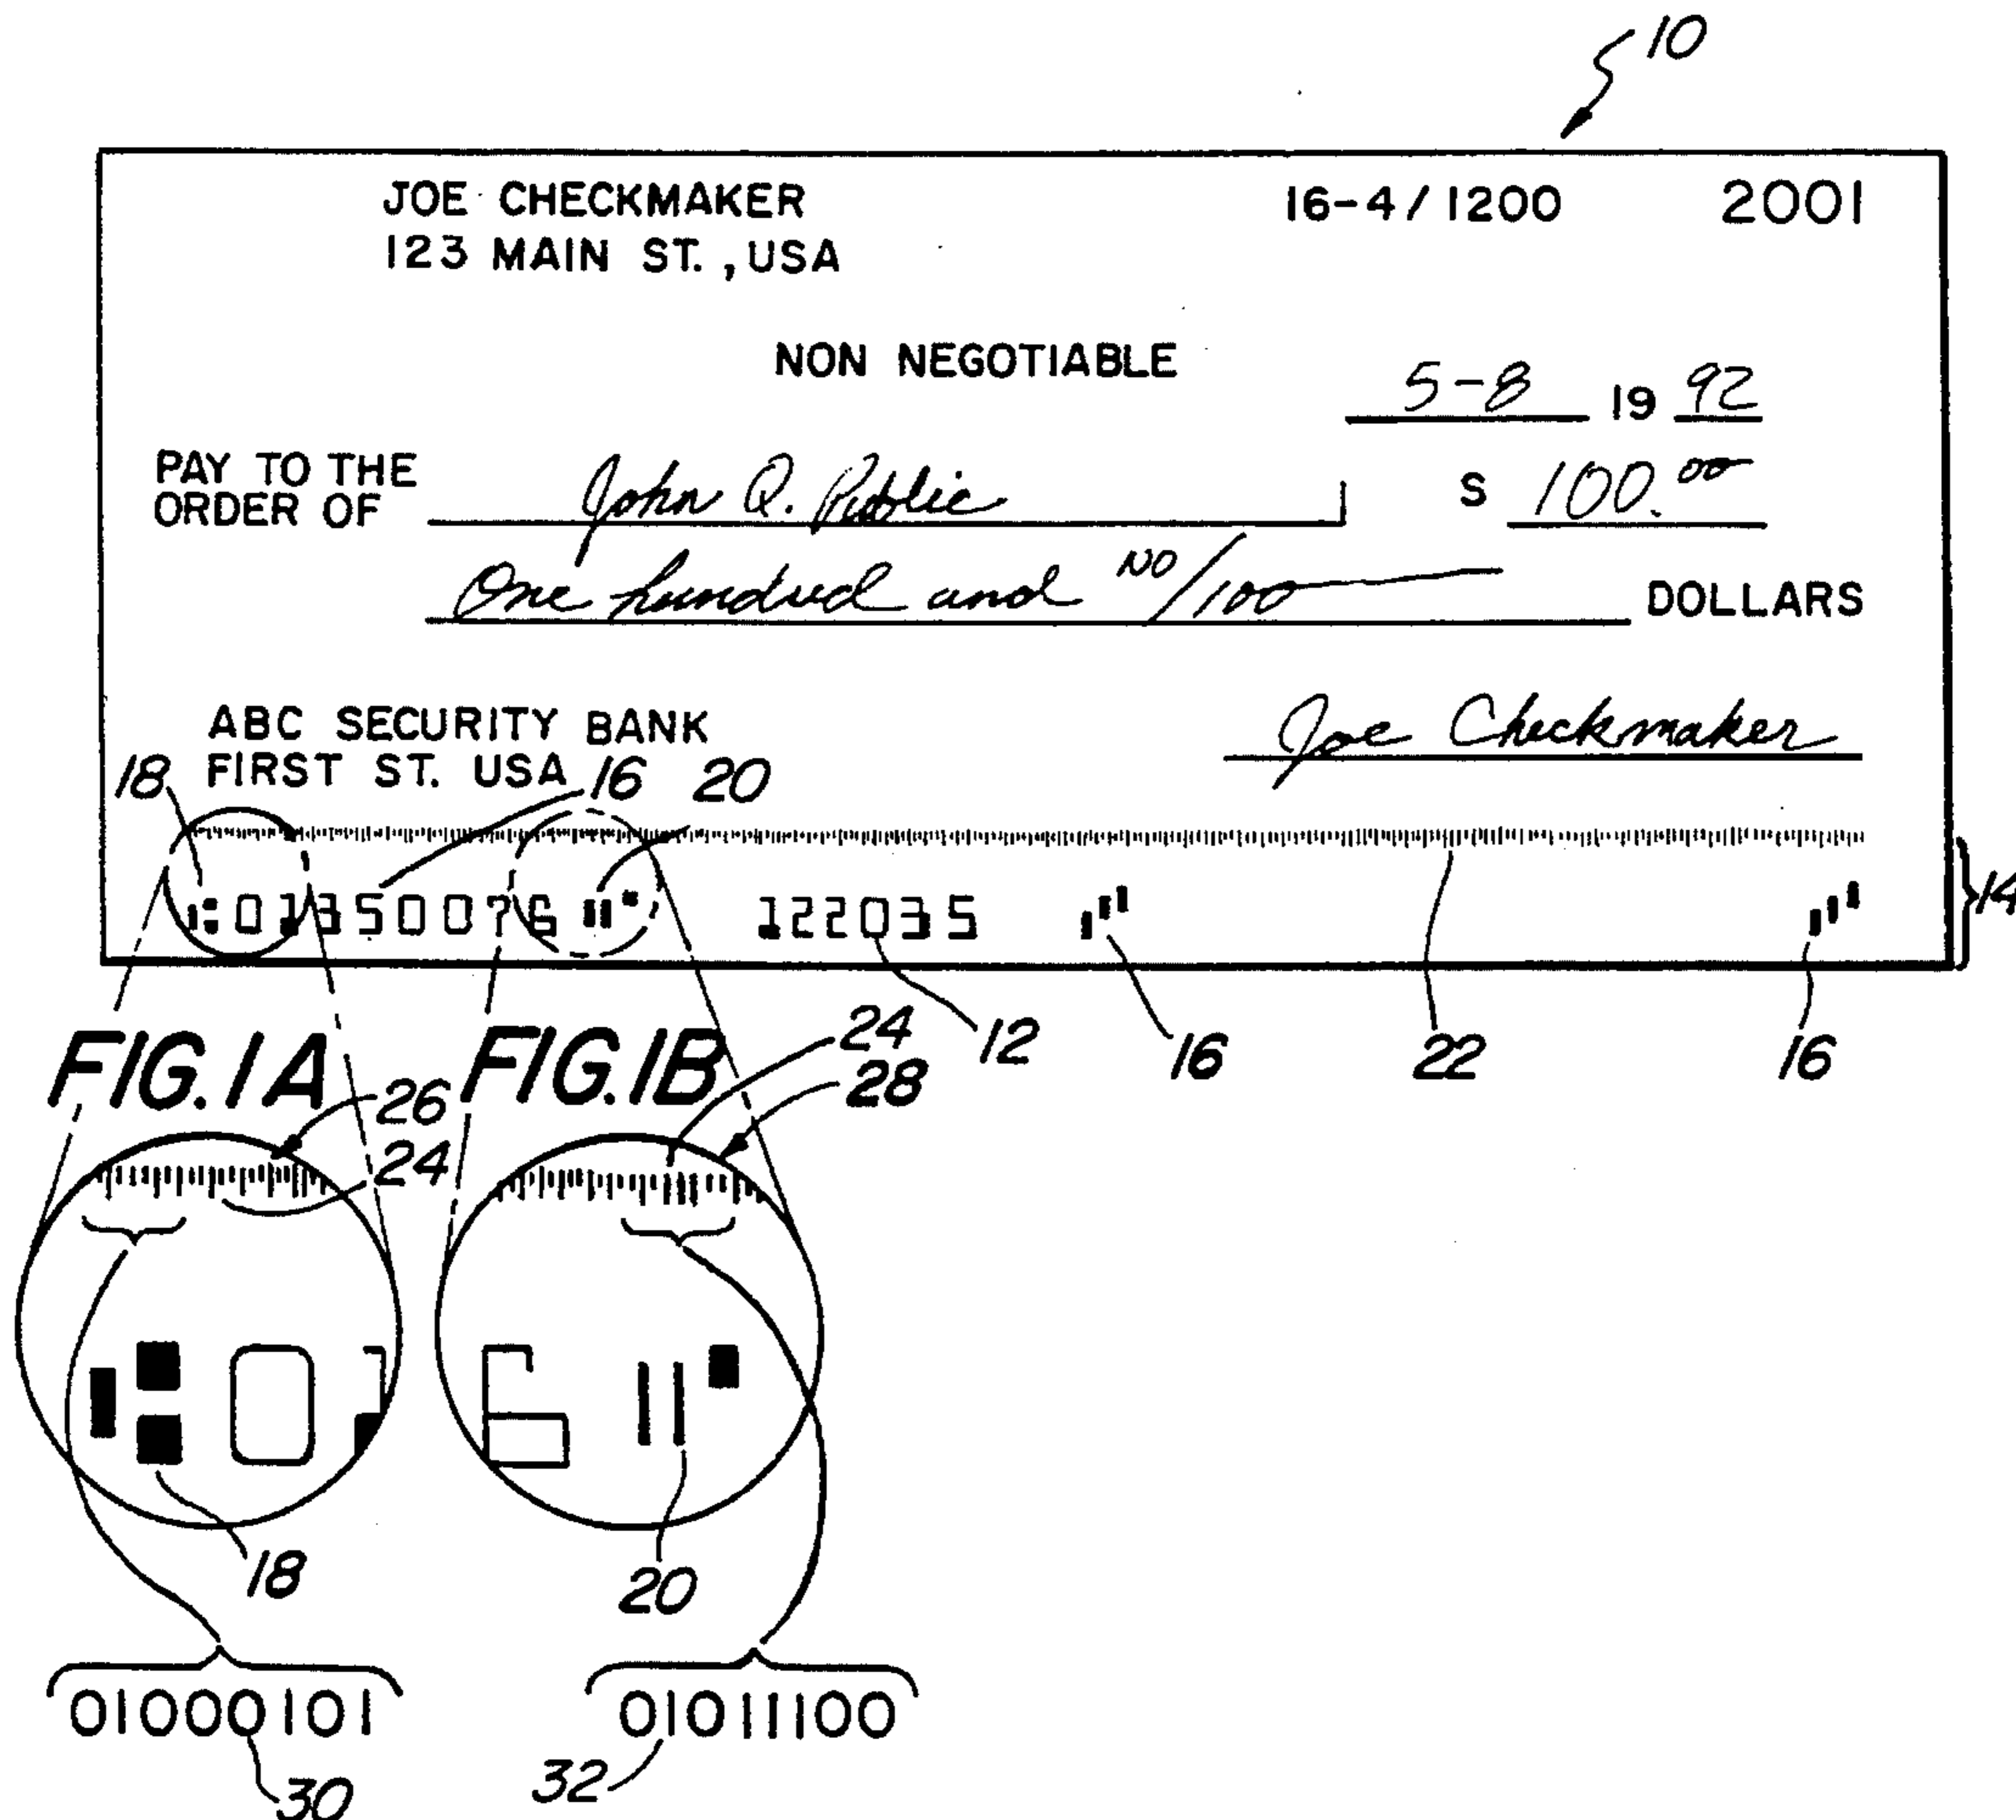 10
JOE CHECKMAKER 16-4/1200 2001
123 MAIN ST., USA
NON NEGOTIABLE
5-8 19 92
PAY TO THE
ORDER OF John Q. Public S 100.00
One hundred and NO/100 DOLLARS
ABC SECURITY BANK
FIRST ST. USA
Joe Checkmaker
18 16 20
01350076 122035
14
12 16 22 16
FIG.1A FIG.1B
26 24 24 28
0 6
18 20
01000101 01011100
30 32